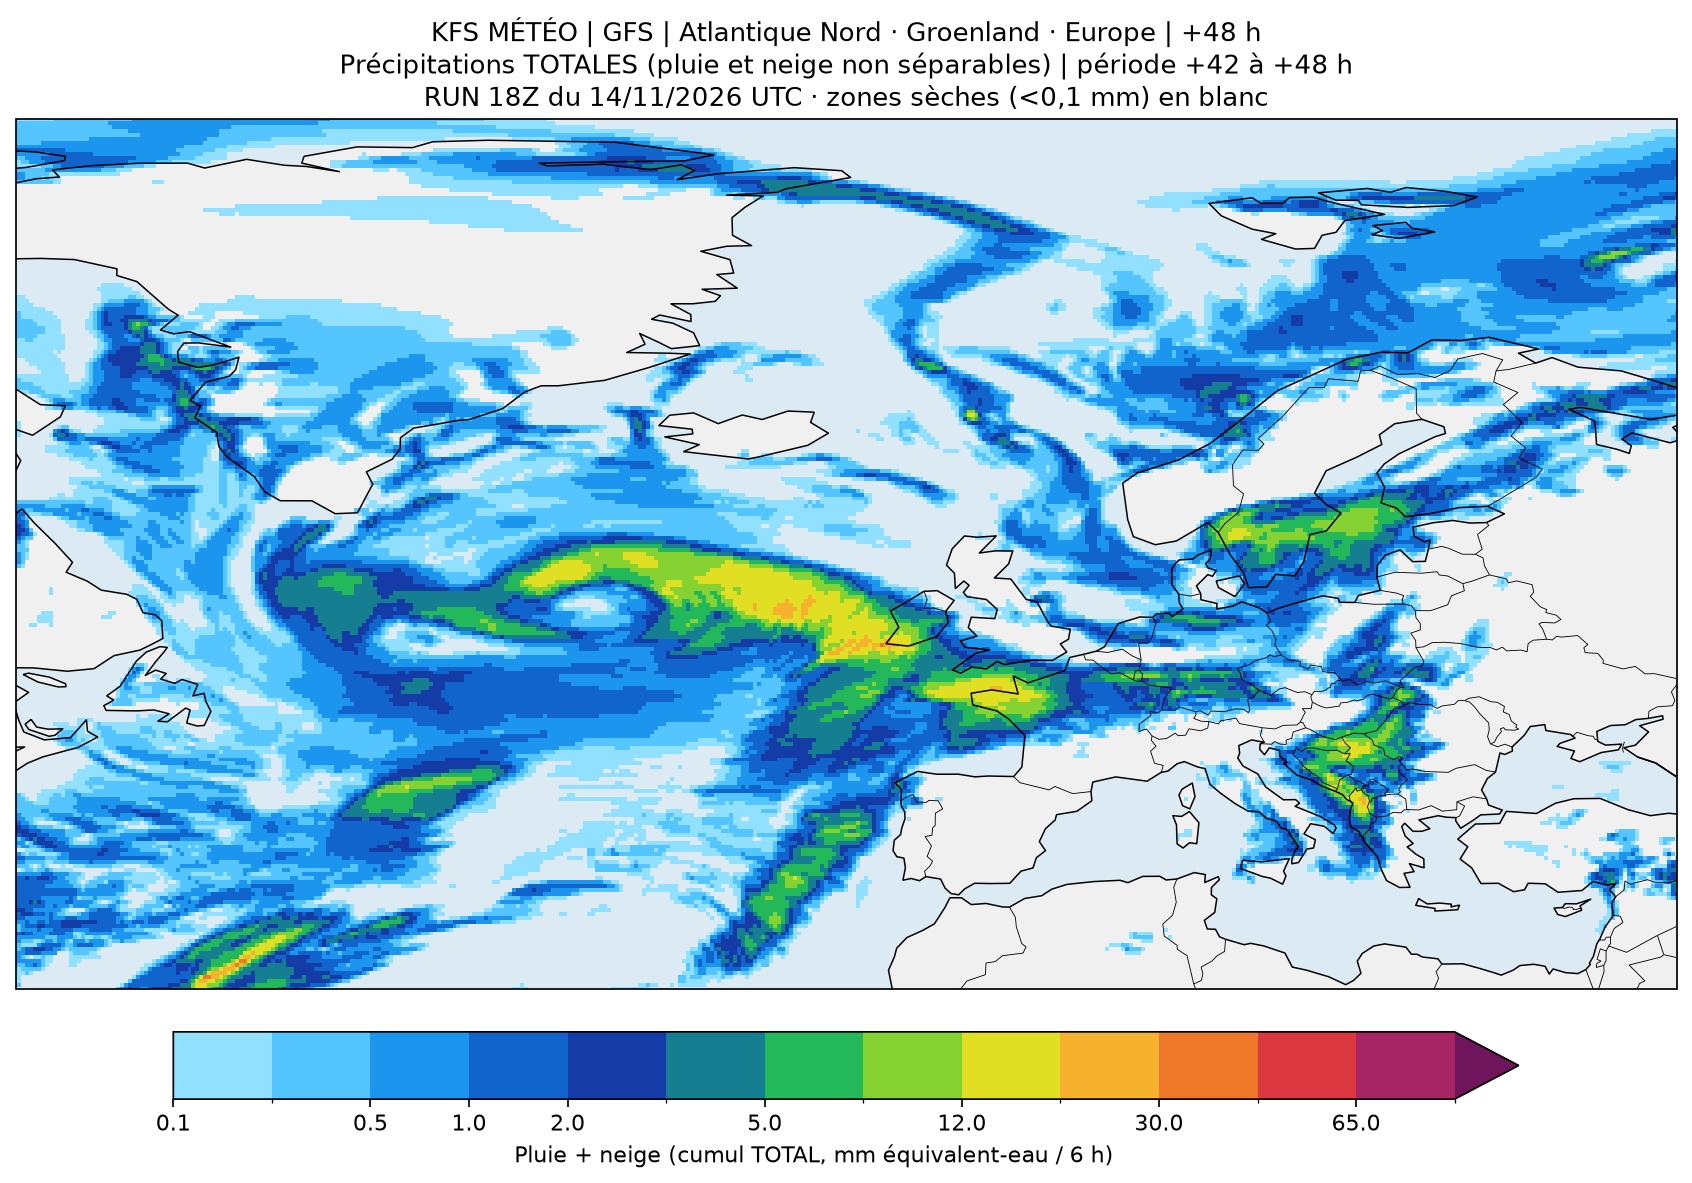 KFS MÉTÉO | GFS | Atlantique Nord · Groenland · Europe | +48 h
Précipitations TOTALES (pluie et neige non séparables) | période +42 à +48 h
RUN 18Z du 14/11/2026 UTC · zones sèches (<0,1 mm) en blanc
0.1 0.5 1.0 2.0 5.0 12.0 30.0 65.0
Pluie + neige (cumul TOTAL, mm équivalent-eau / 6 h)